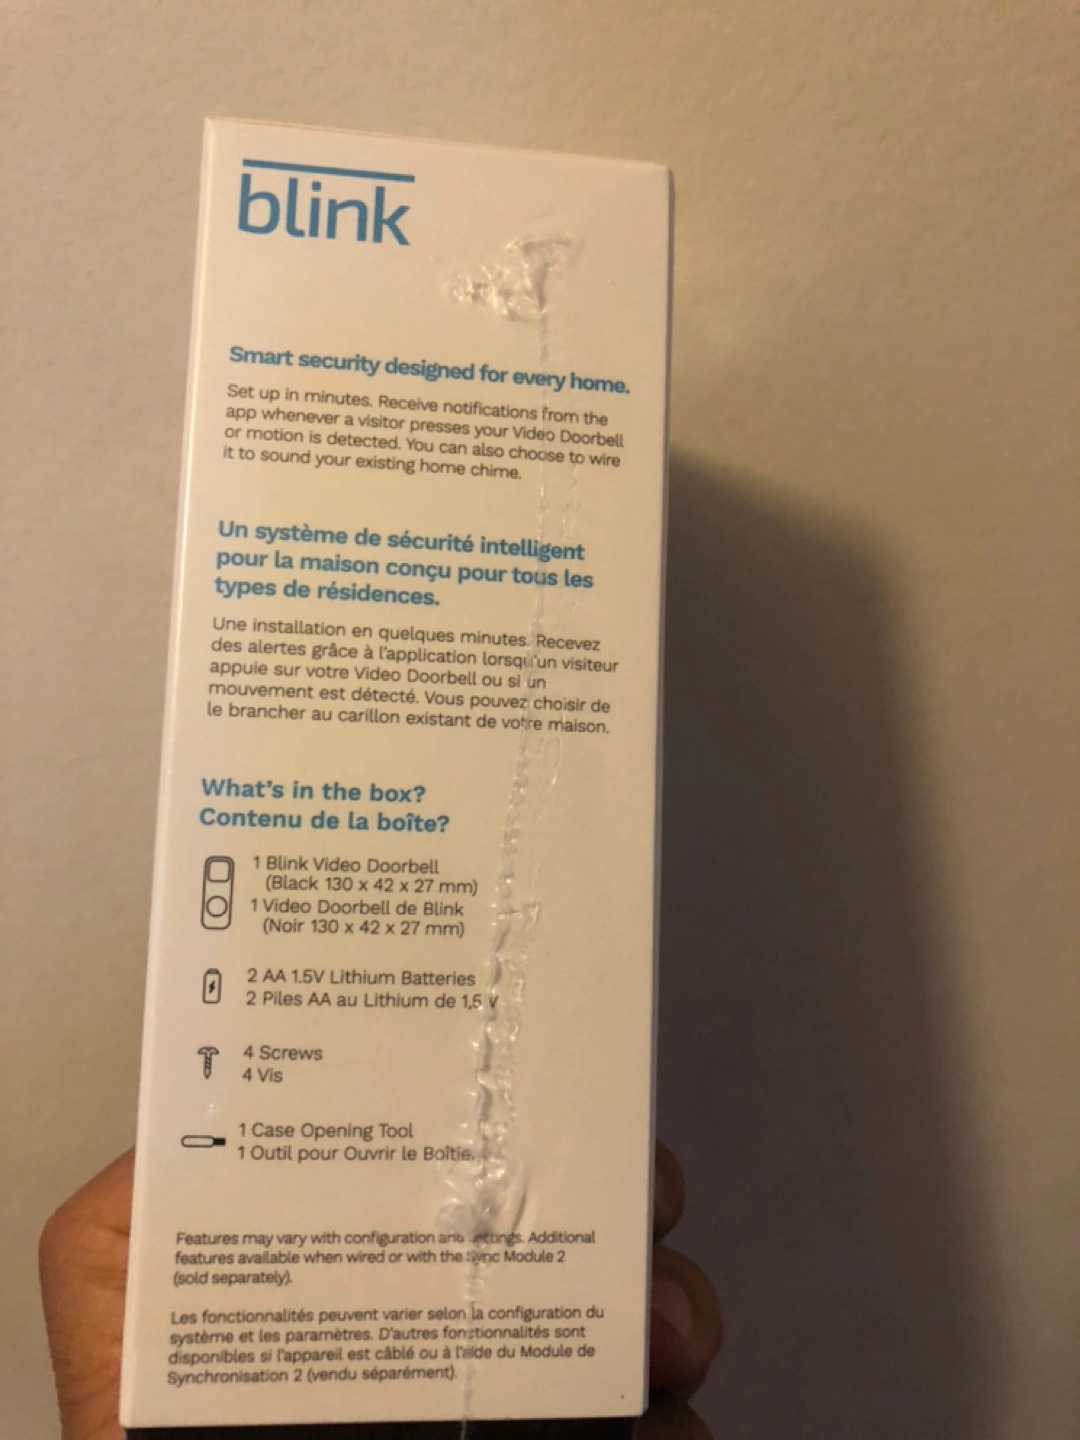 blink
Smart security designed for every home.
Set up in minutes. Receive notifications from the
app whenever a visitor presses your Video Doorbell
or motion is detected. You can also choose to wire
it to sound your existing home chime.
Un système de sécurité intelligent
pour la maison conçu pour tous les
types de résidences.
Une installation en quelques minutes. Recevez
des alertes grâce à l'application lorsqu'un visiteur
appuie sur votre Video Doorbell ou si un
mouvement est détecté. Vous pouvez choisir de
le brancher au carillon existant de votre maison.
What's in the box?
Contenu de la boîte?
1 Blink Video Doorbell
(Black 130 x 42 x 27 mm)
1 Video Doorbell de Blink
(Noir 130 x 42 x 27 mm)
2 AA 1.5V Lithium Batteries
2 Piles AA au Lithium de 1,5 V
4 Screws
4 Vis
1 Case Opening Tool
1 Outil pour Ouvrir le Boîtie.
Features may vary with configuration and settings. Additional
features available when wired or with the Sync Module 2
(sold separately).
Les fonctionnalités peuvent varier selon la configuration du
système et les paramètres. D'autres fonctionnalités sont
disponibles si l'appareil est câblé ou à l'aide du Module de
Synchronisation 2 (vendu séparément).